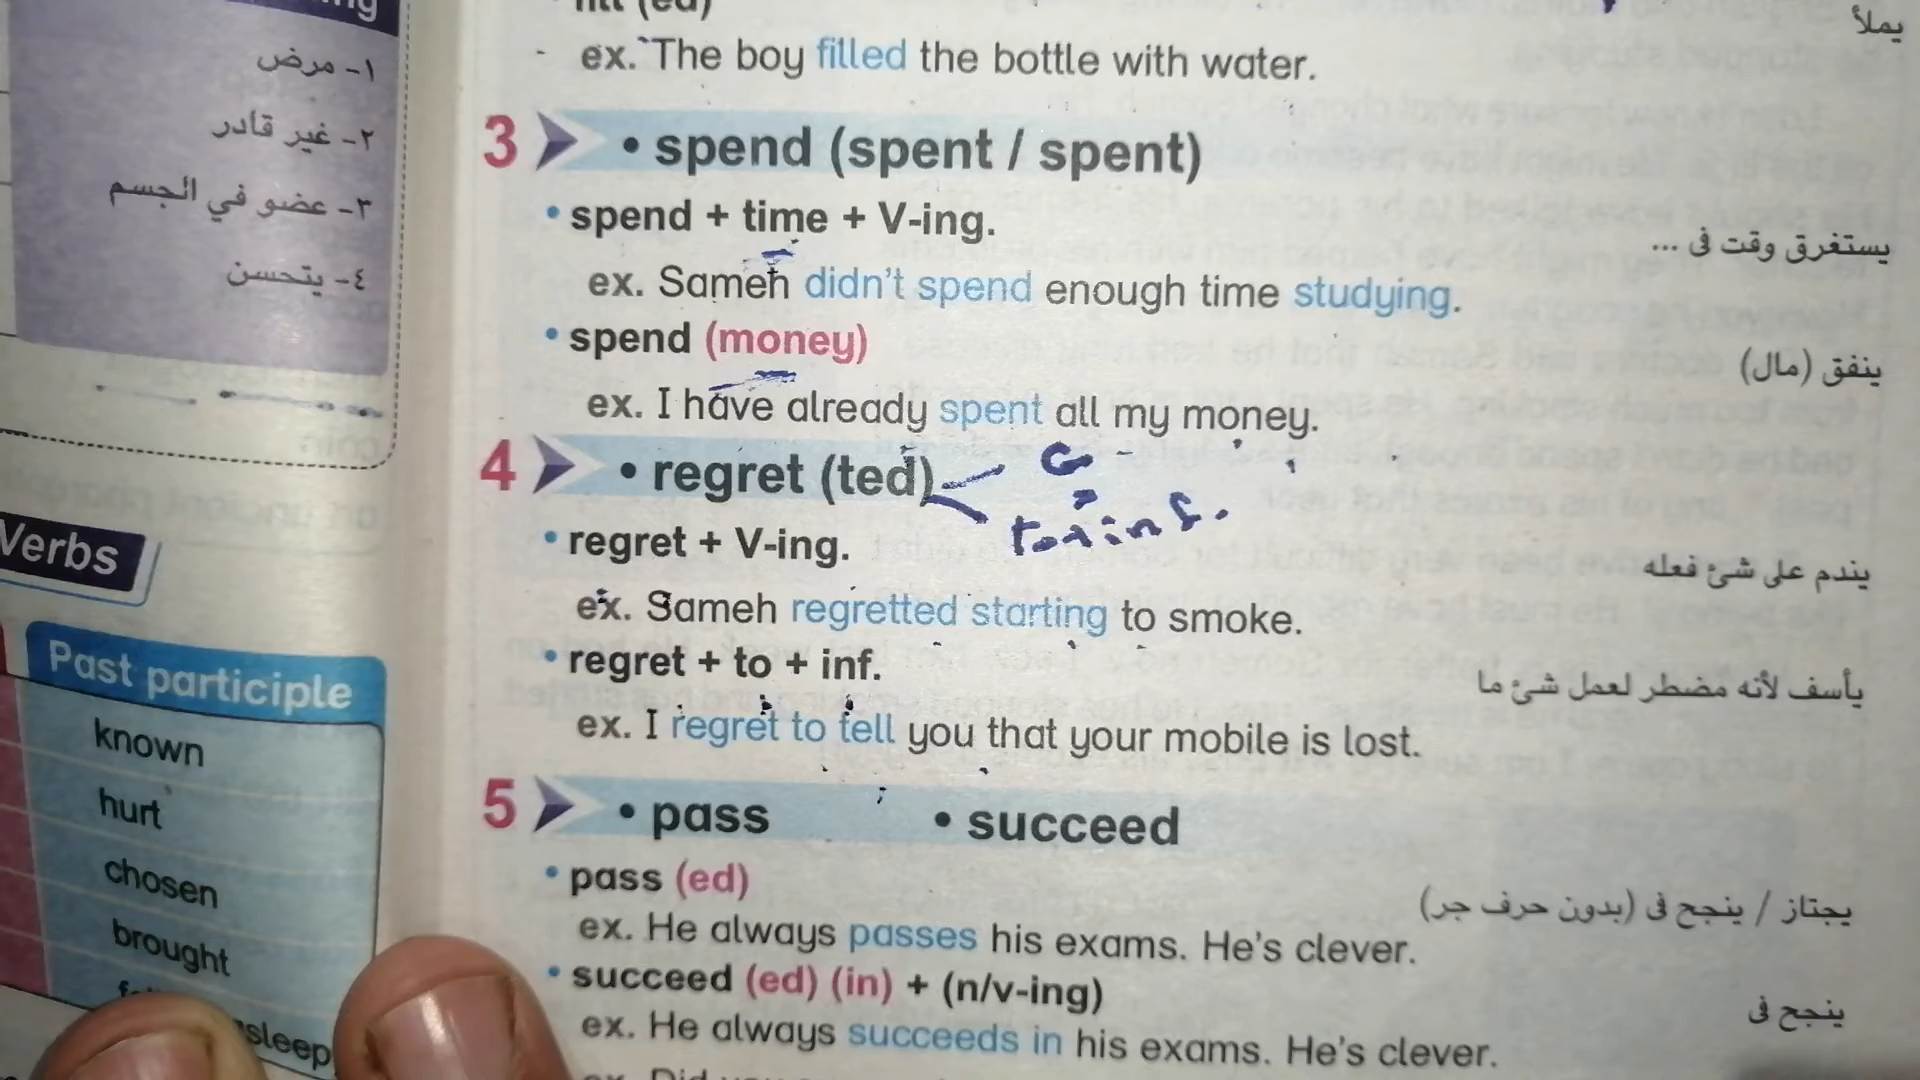 ex. The boy filled the bottle with water.
يملأ
3 • spend (spent / spent)
• spend + time + V-ing.
يستغرق وقت فى ...
ex. Sameh didn't spend enough time studying.
• spend (money)
ينفق (مال)
ex. I have already spent all my money.
4 • regret (ted)
to+inf.
• regret + V-ing.
يندم على شئ فعله
ex. Sameh regretted starting to smoke.
• regret + to + inf.
يأسف لأنه مضطر لعمل شئ ما
ex. I regret to tell you that your mobile is lost.
5 • pass • succeed
• pass (ed)
يجتاز / ينجح فى (بدون حرف جر)
ex. He always passes his exams. He's clever.
• succeed (ed) (in) + (n/v-ing)
ينجح فى
ex. He always succeeds in his exams. He's clever.
١- مرض
٢- غير قادر
٣- عضو في الجسم
٤- يتحسن
Verbs
Past participle
known
hurt
chosen
brought